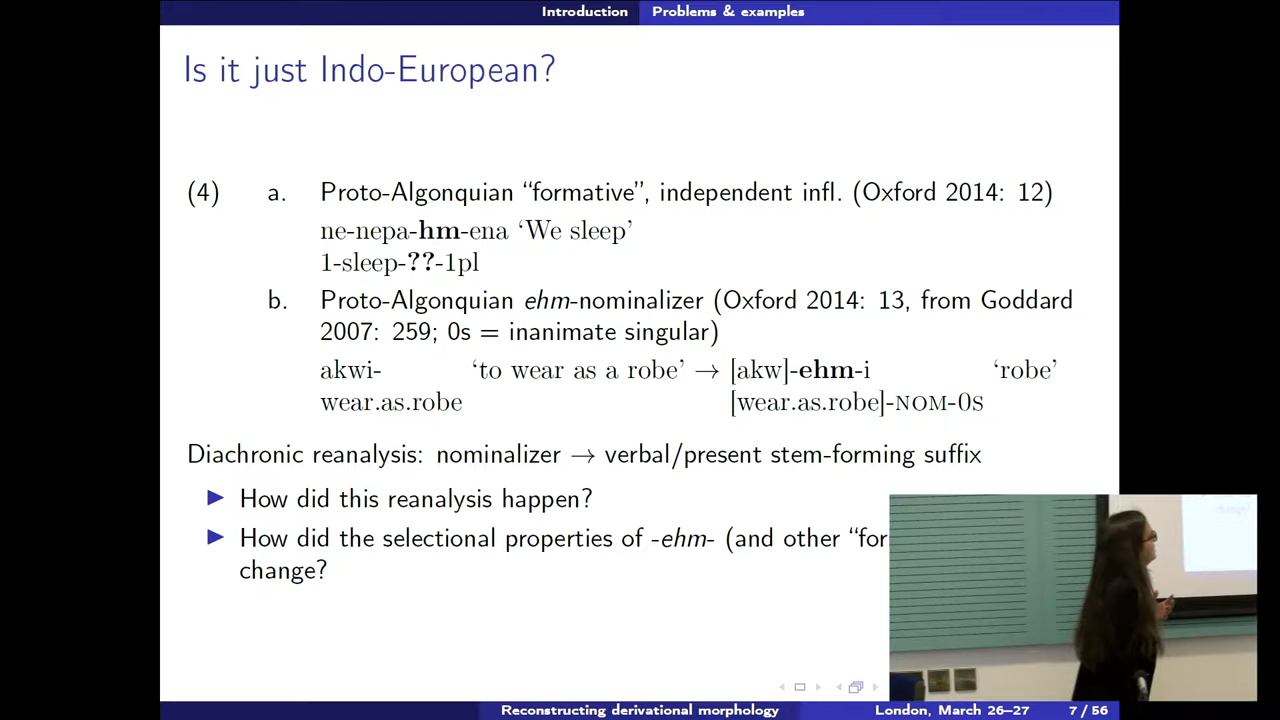 Introduction Problems & examples
Is it just Indo-European?
(4) a. Proto-Algonquian “formative”, independent infl. (Oxford 2014: 12)
ne-nepa-hm-ena ‘We sleep’
1-sleep-??-1pl
b. Proto-Algonquian ehm-nominalizer (Oxford 2014: 13, from Goddard
2007: 259; 0s = inanimate singular)
akwi- ‘to wear as a robe’ → [akw]-ehm-i ‘robe’
wear.as.robe [wear.as.robe]-NOM-0S
Diachronic reanalysis: nominalizer → verbal/present stem-forming suffix
▶ How did this reanalysis happen?
▶ How did the selectional properties of -ehm- (and other “for
change?
Reconstructing derivational morphology London, March 26–27 7 / 56